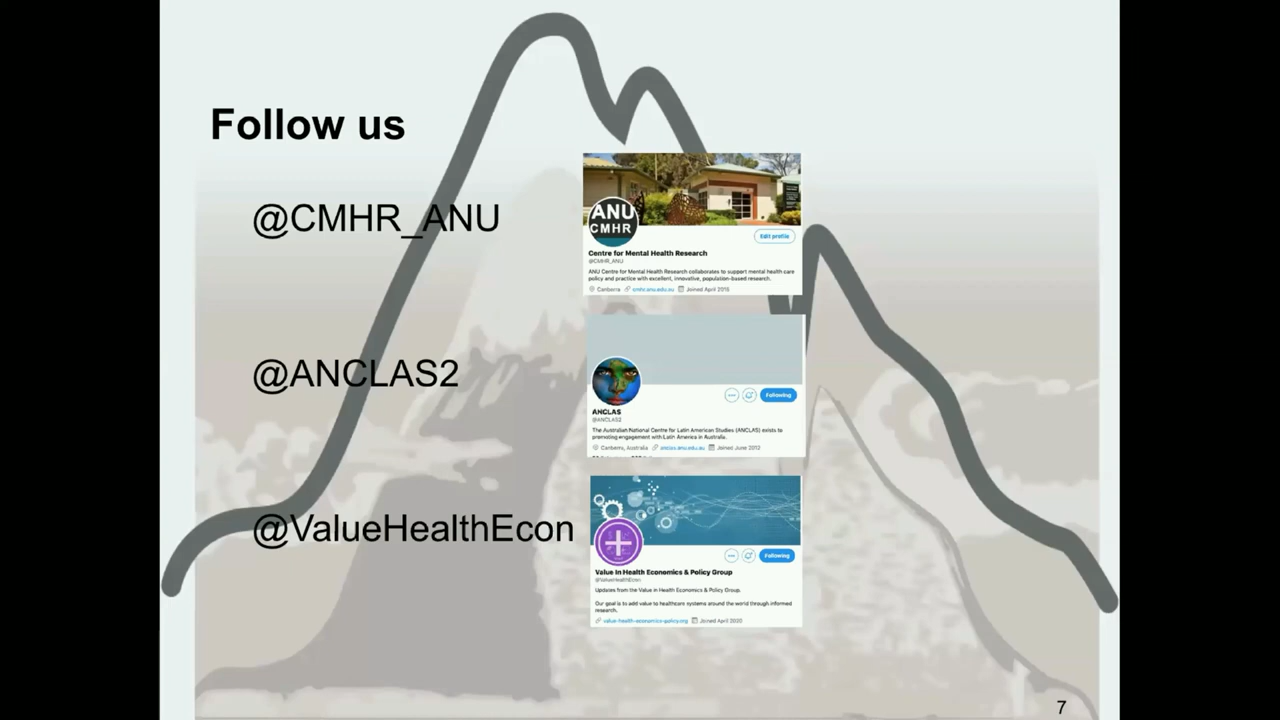 Follow us
@CMHR_ANU
ANU
CMHR
Edit profile
Centre for Mental Health Research
@CMHR_ANU
ANU Centre for Mental Health Research collaborates to support mental health care
policy and practice with excellent, innovative, population-based research.
Canberra cmhr.anu.edu.au Joined April 2015
@ANCLAS2
Following
ANCLAS
@ANCLAS2
The Australian National Centre for Latin American Studies (ANCLAS) exists to
promoting engagement with Latin America in Australia.
Canberra, Australia anclas.anu.edu.au Joined June 2012
@ValueHealthEcon
Following
Value In Health Economics & Policy Group
@ValueHealthEcon
Updates from the Value in Health Economics & Policy Group.
Our goal is to add value to healthcare systems around the world through informed
research.
value-health-economics-policy.org Joined April 2020
7